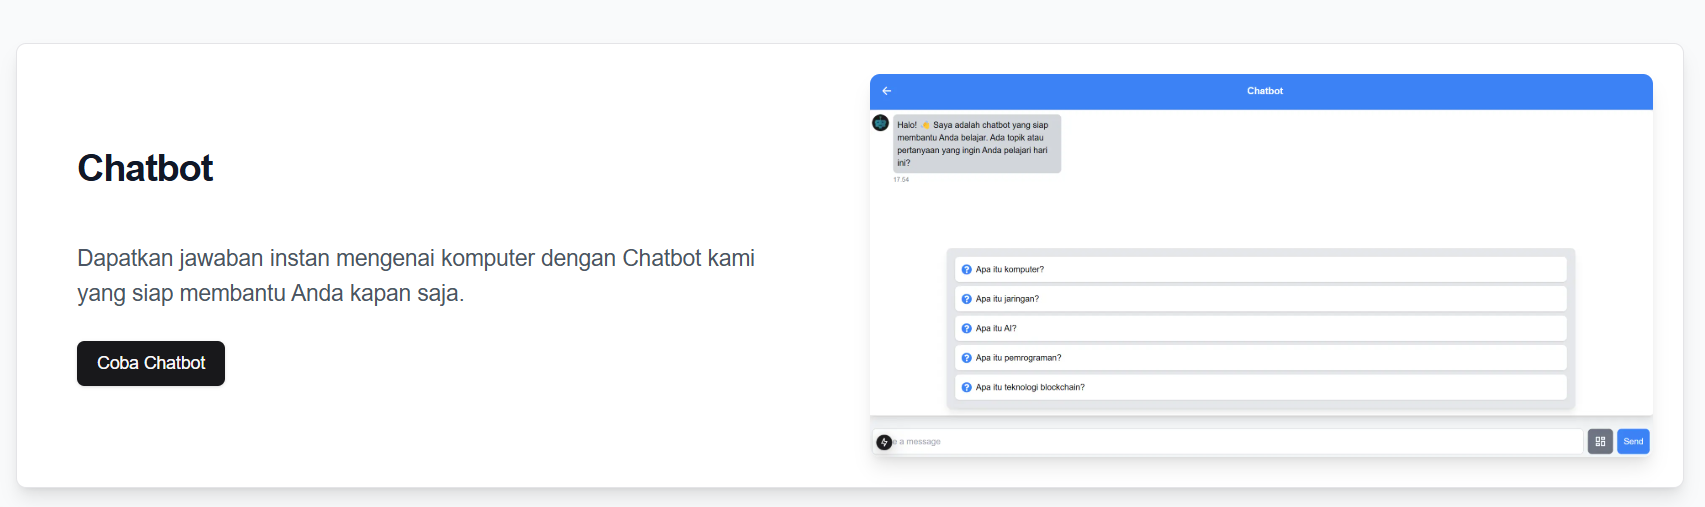 Chatbot
Dapatkan jawaban instan mengenai komputer dengan Chatbot kami
yang siap membantu Anda kapan saja.
Coba Chatbot
Chatbot
Halo! 👋 Saya adalah chatbot yang siap
membantu Anda belajar. Ada topik atau
pertanyaan yang ingin Anda pelajari hari
ini?
17.54
Apa itu komputer?
Apa itu jaringan?
Apa itu AI?
Apa itu pemrograman?
Apa itu teknologi blockchain?
e a message
Send